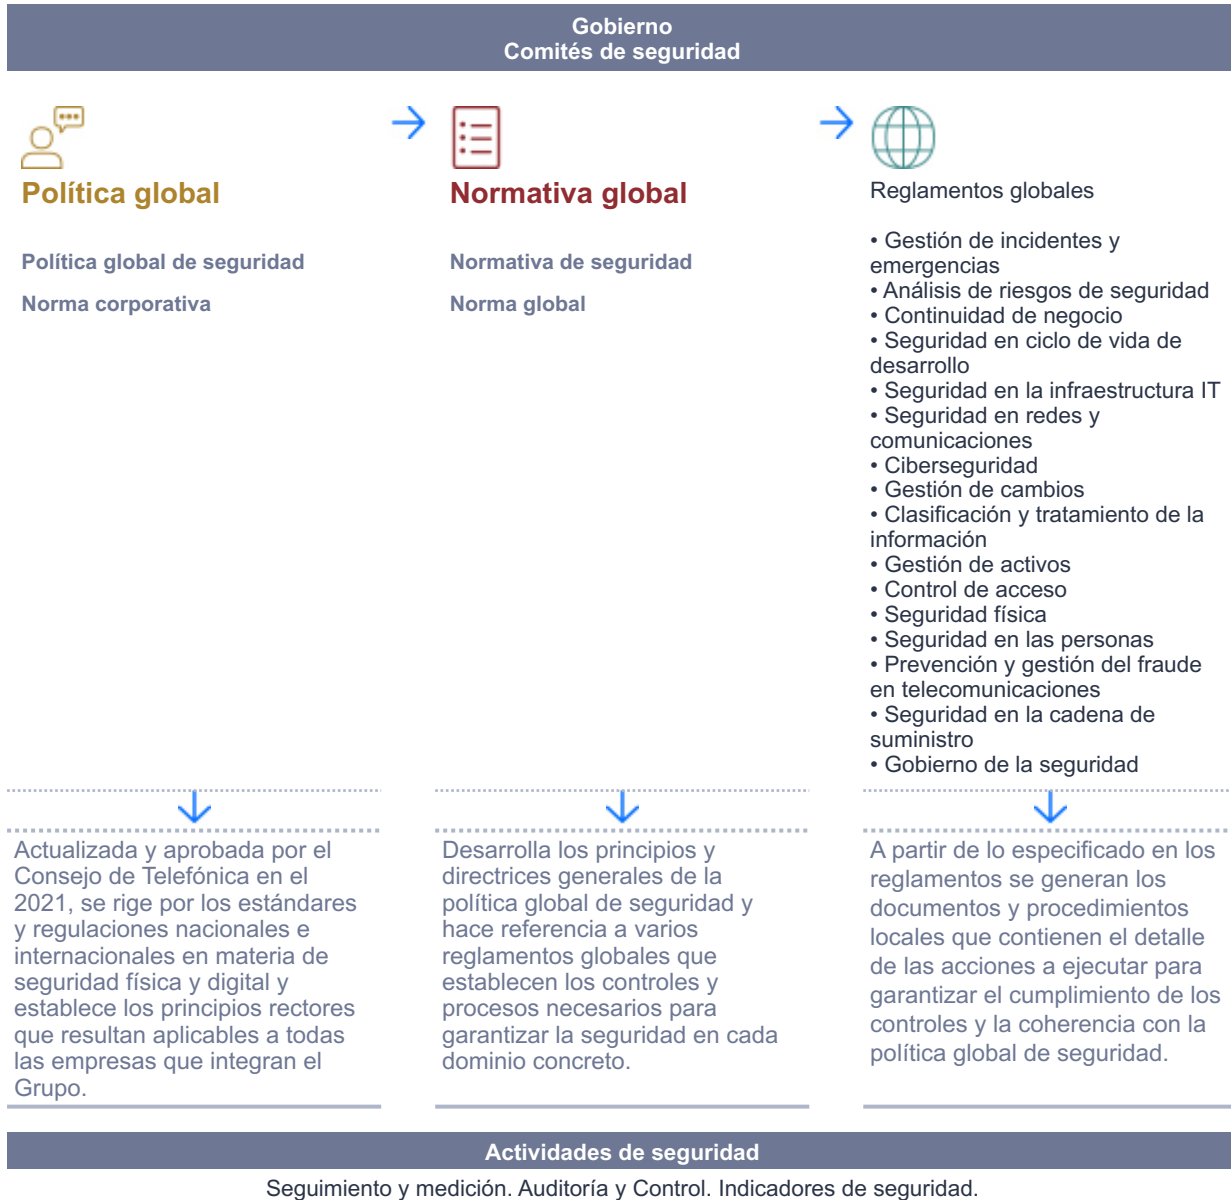 Gobierno
Comités de seguridad
Política global
Política global de seguridad
Norma corporativa
Normativa global
Normativa de seguridad
Norma global
Reglamentos globales
• Gestión de incidentes y
emergencias
• Análisis de riesgos de seguridad
• Continuidad de negocio
• Seguridad en ciclo de vida de
desarrollo
• Seguridad en la infraestructura IT
• Seguridad en redes y
comunicaciones
• Ciberseguridad
• Gestión de cambios
• Clasificación y tratamiento de la
información
• Gestión de activos
• Control de acceso
• Seguridad física
• Seguridad en las personas
• Prevención y gestión del fraude
en telecomunicaciones
• Seguridad en la cadena de
suministro
• Gobierno de la seguridad
Actualizada y aprobada por el
Consejo de Telefónica en el
2021, se rige por los estándares
y regulaciones nacionales e
internacionales en materia de
seguridad física y digital y
establece los principios rectores
que resultan aplicables a todas
las empresas que integran el
Grupo.
Desarrolla los principios y
directrices generales de la
política global de seguridad y
hace referencia a varios
reglamentos globales que
establecen los controles y
procesos necesarios para
garantizar la seguridad en cada
dominio concreto.
A partir de lo especificado en los
reglamentos se generan los
documentos y procedimientos
locales que contienen el detalle
de las acciones a ejecutar para
garantizar el cumplimiento de los
controles y la coherencia con la
política global de seguridad.
Actividades de seguridad
Seguimiento y medición. Auditoría y Control. Indicadores de seguridad.